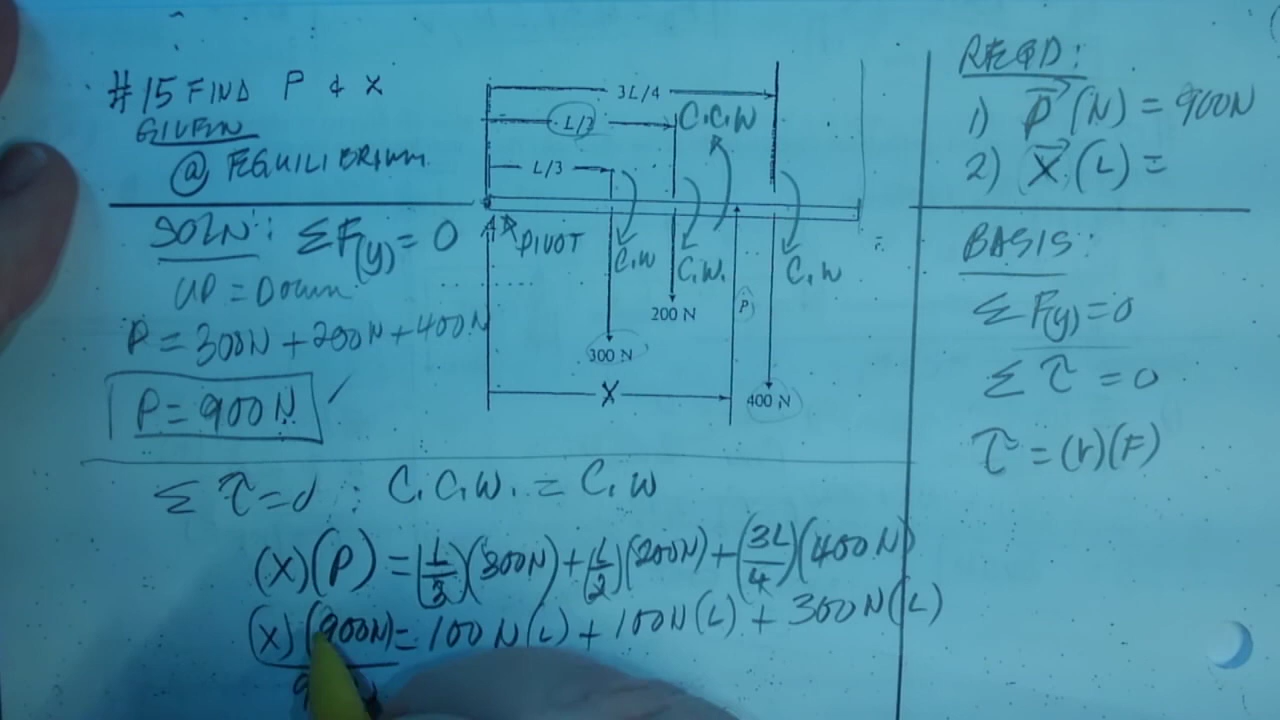 #15 FIND P & X
GIVEN
@ EQUILIBRIUM
SOLN: ΣF(y) = 0
UP = Down
P = 300N + 200N + 400N
P = 900N ✓
3L/4
L/2
C.C.W
L/3
A
PIVOT
C.W
C.W.
C.W
200 N
P
300 N
X
400 N
REQD:
1) P (N) = 900N
2) X (L) =
BASIS:
ΣF(y) = 0
Στ = 0
τ = (r)(F)
Στ = 0 : C.C.W. = C.W
(X)(P) = (L/3)(300N) + (L/2)(200N) + (3L/4)(400N)
(X)(900N) = 100N(L) + 100N(L) + 300N(L)
9